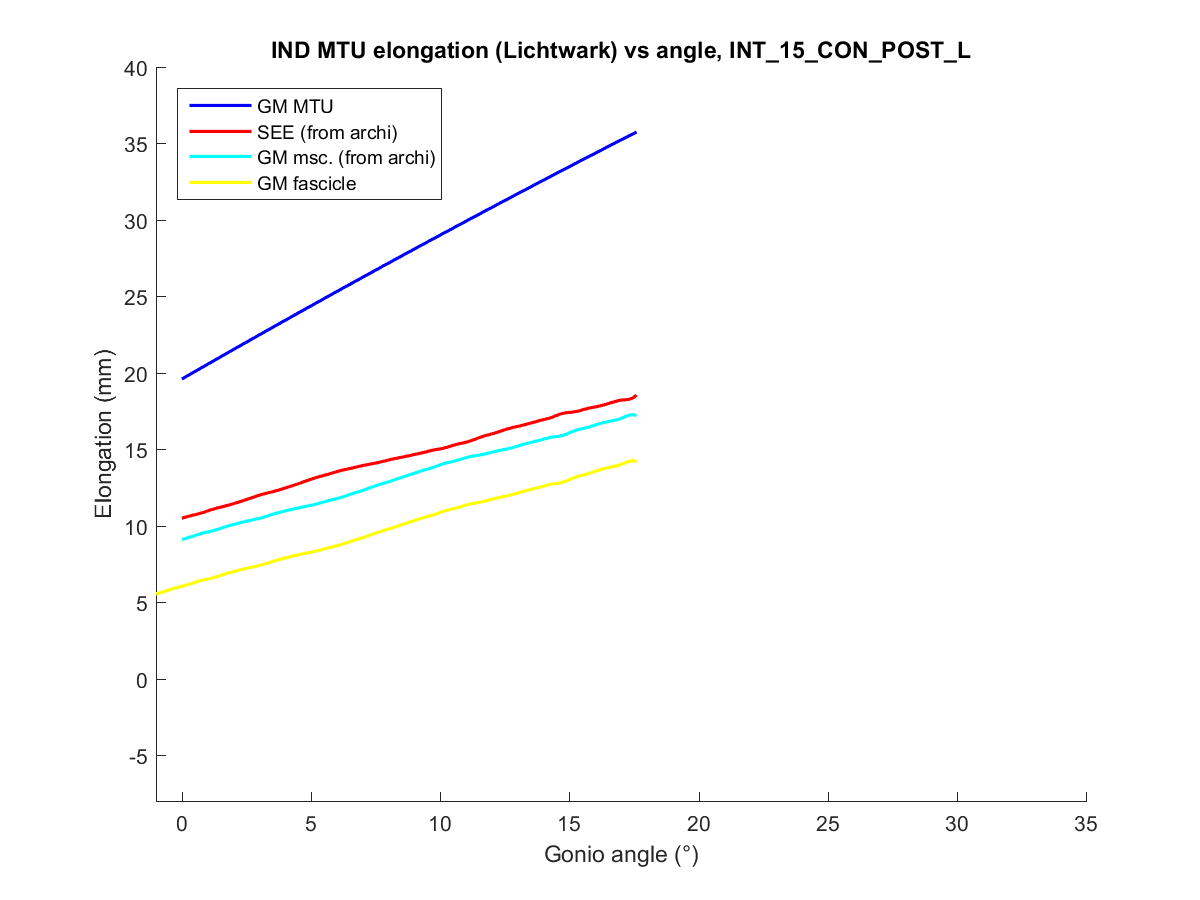 IND MTU elongation (Lichtwark) vs angle, INT_15_CON_POST_L
40
35
30
25
20
15
10
5
0
-5
Elongation (mm)
GM MTU
SEE (from archi)
GM msc. (from archi)
GM fascicle
0 5 10 15 20 25 30 35
Gonio angle (°)